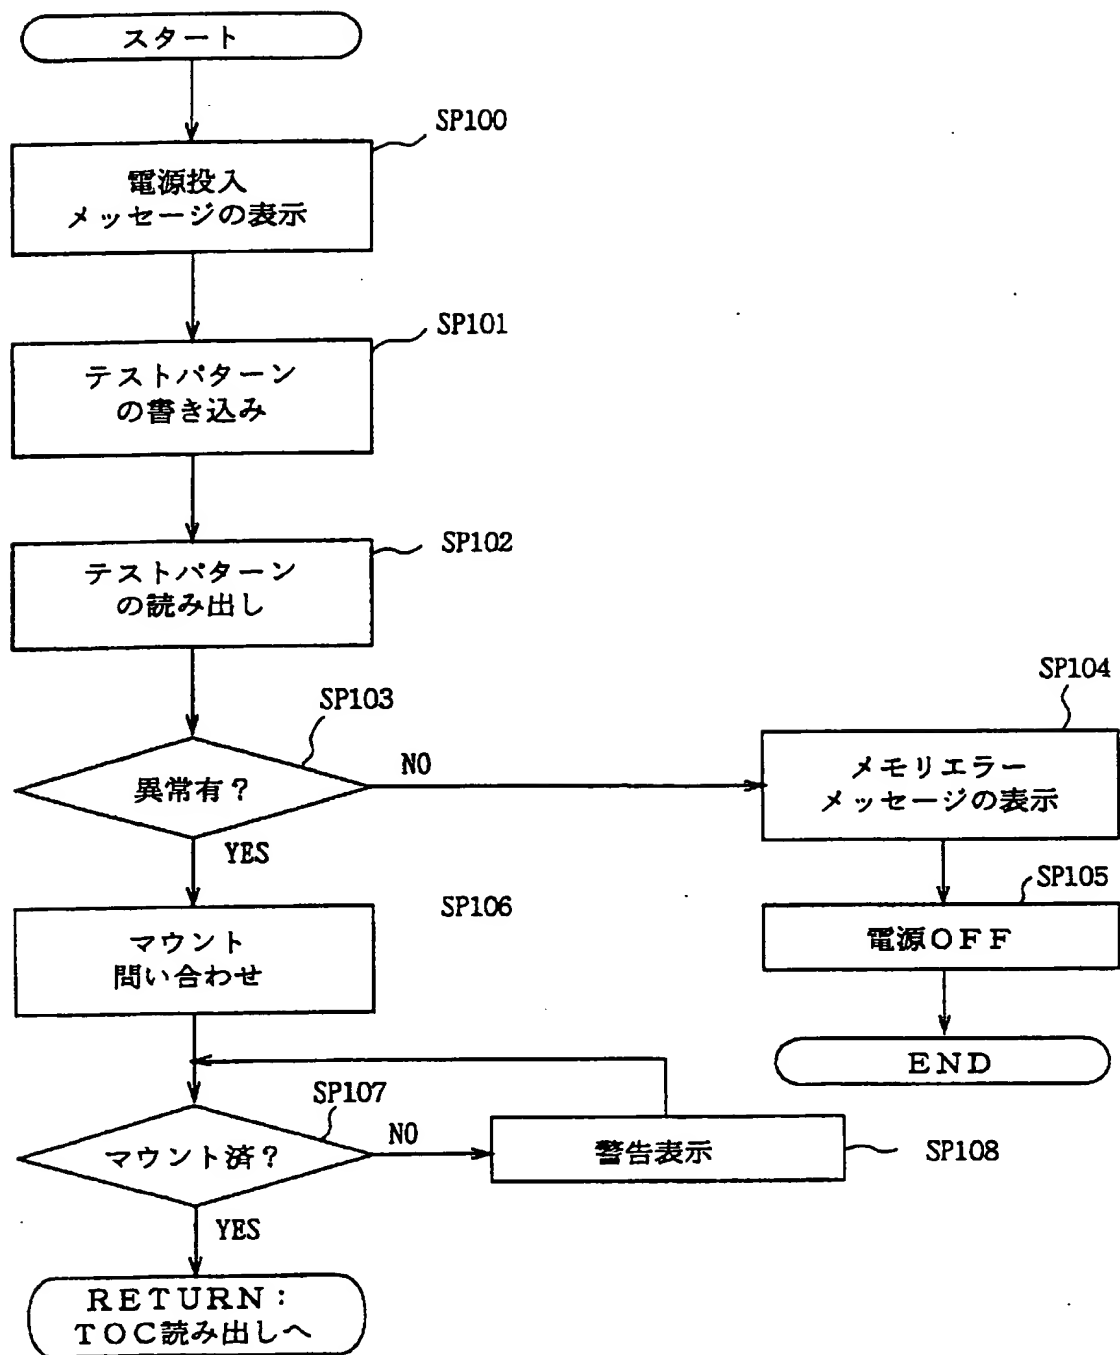 スタート
SP100
電源投入
メッセージの表示
SP101
テストパターン
の書き込み
SP102
テストパターン
の読み出し
SP103
異常有?
NO
YES
SP104
メモリエラー
メッセージの表示
SP105
電源OFF
END
SP106
マウント
問い合わせ
SP107
マウント済?
NO
YES
警告表示
SP108
RETURN:
TOC読み出しへ